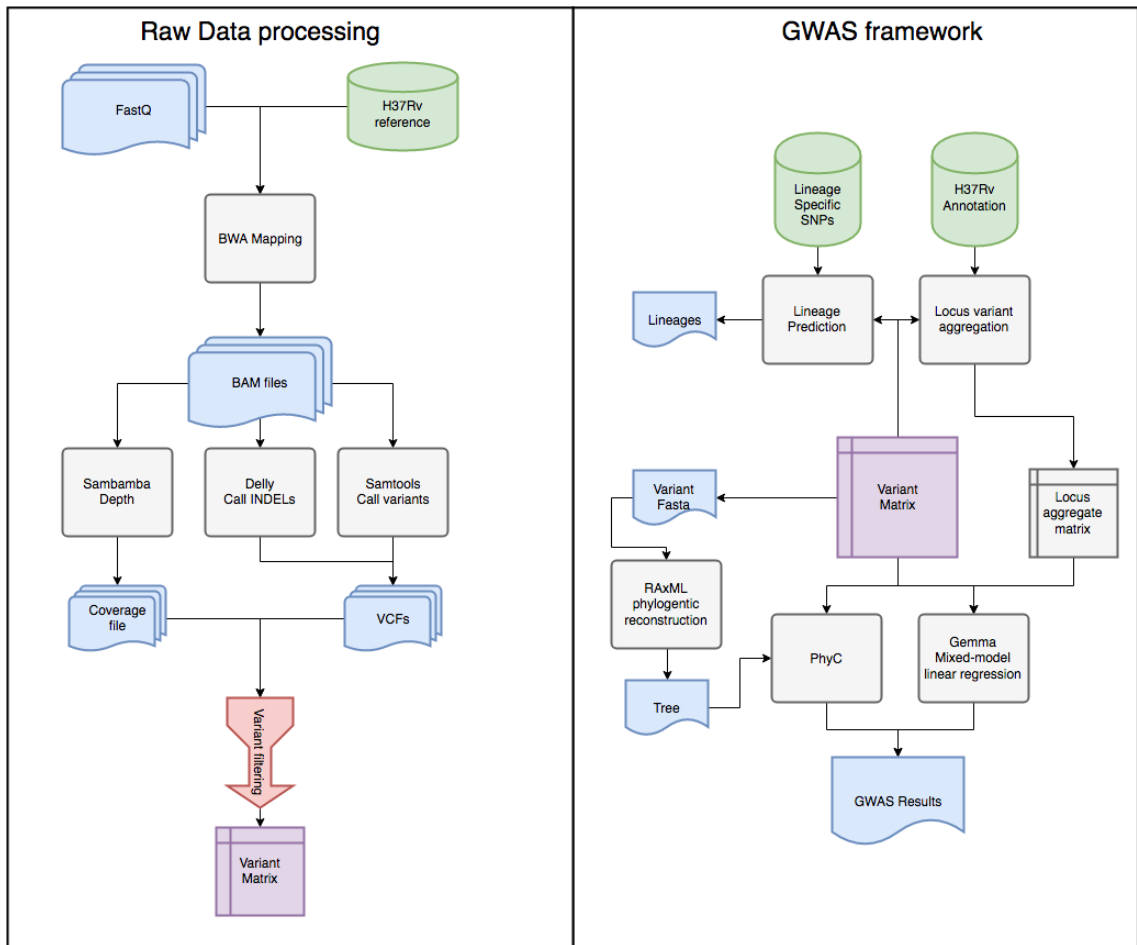 Raw Data processing
FastQ
H37Rv
reference
BWA Mapping
BAM files
Sambamba
Depth
Delly
Call INDELs
Samtools
Call variants
Coverage
file
VCFs
Variant filtering
Variant
Matrix
GWAS framework
Lineage
Specific
SNPs
H37Rv
Annotation
Lineages
Lineage
Prediction
Locus variant
aggregation
Variant
Fasta
Variant
Matrix
Locus
aggregate
matrix
RAxML
phylogentic
reconstruction
PhyC
Gemma
Mixed-model
linear regression
Tree
GWAS Results